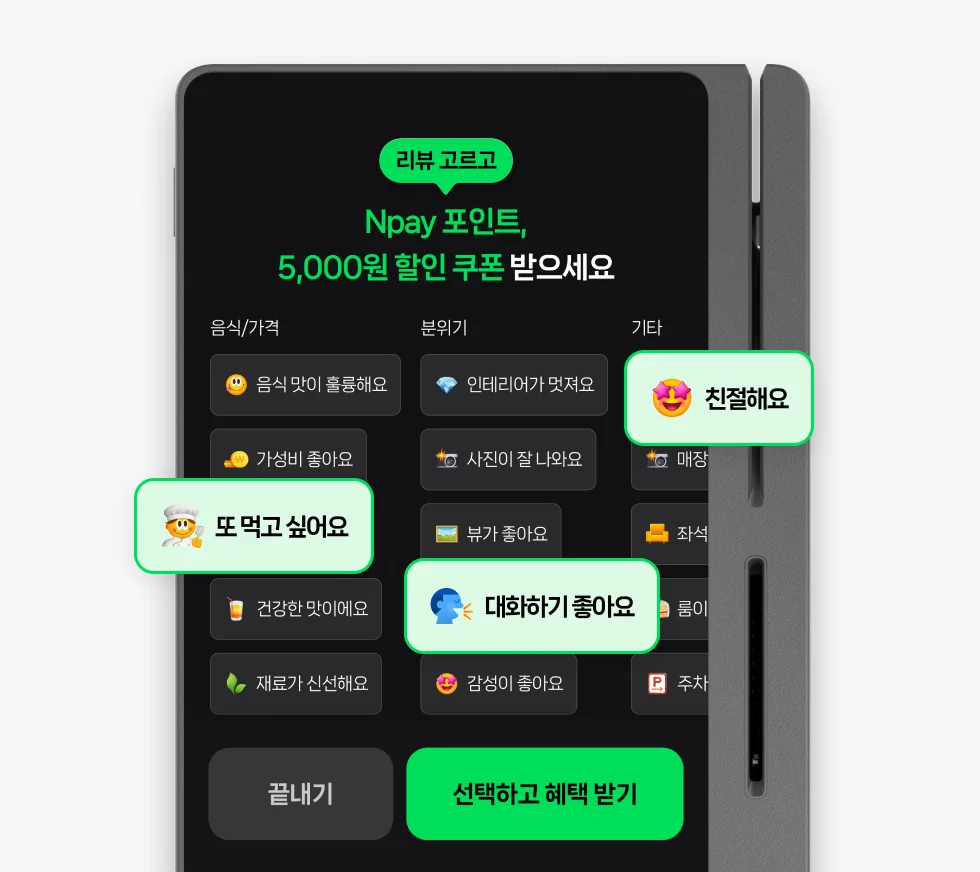 리뷰 고르고
Npay 포인트,
5,000원 할인 쿠폰 받으세요
음식/가격
분위기
기타
음식 맛이 훌륭해요
인테리어가 멋져요
친절해요
가성비 좋아요
사진이 잘 나와요
매장
또 먹고 싶어요
뷰가 좋아요
좌석
건강한 맛이에요
대화하기 좋아요
룸이
재료가 신선해요
감성이 좋아요
P
주차
끝내기
선택하고 혜택 받기